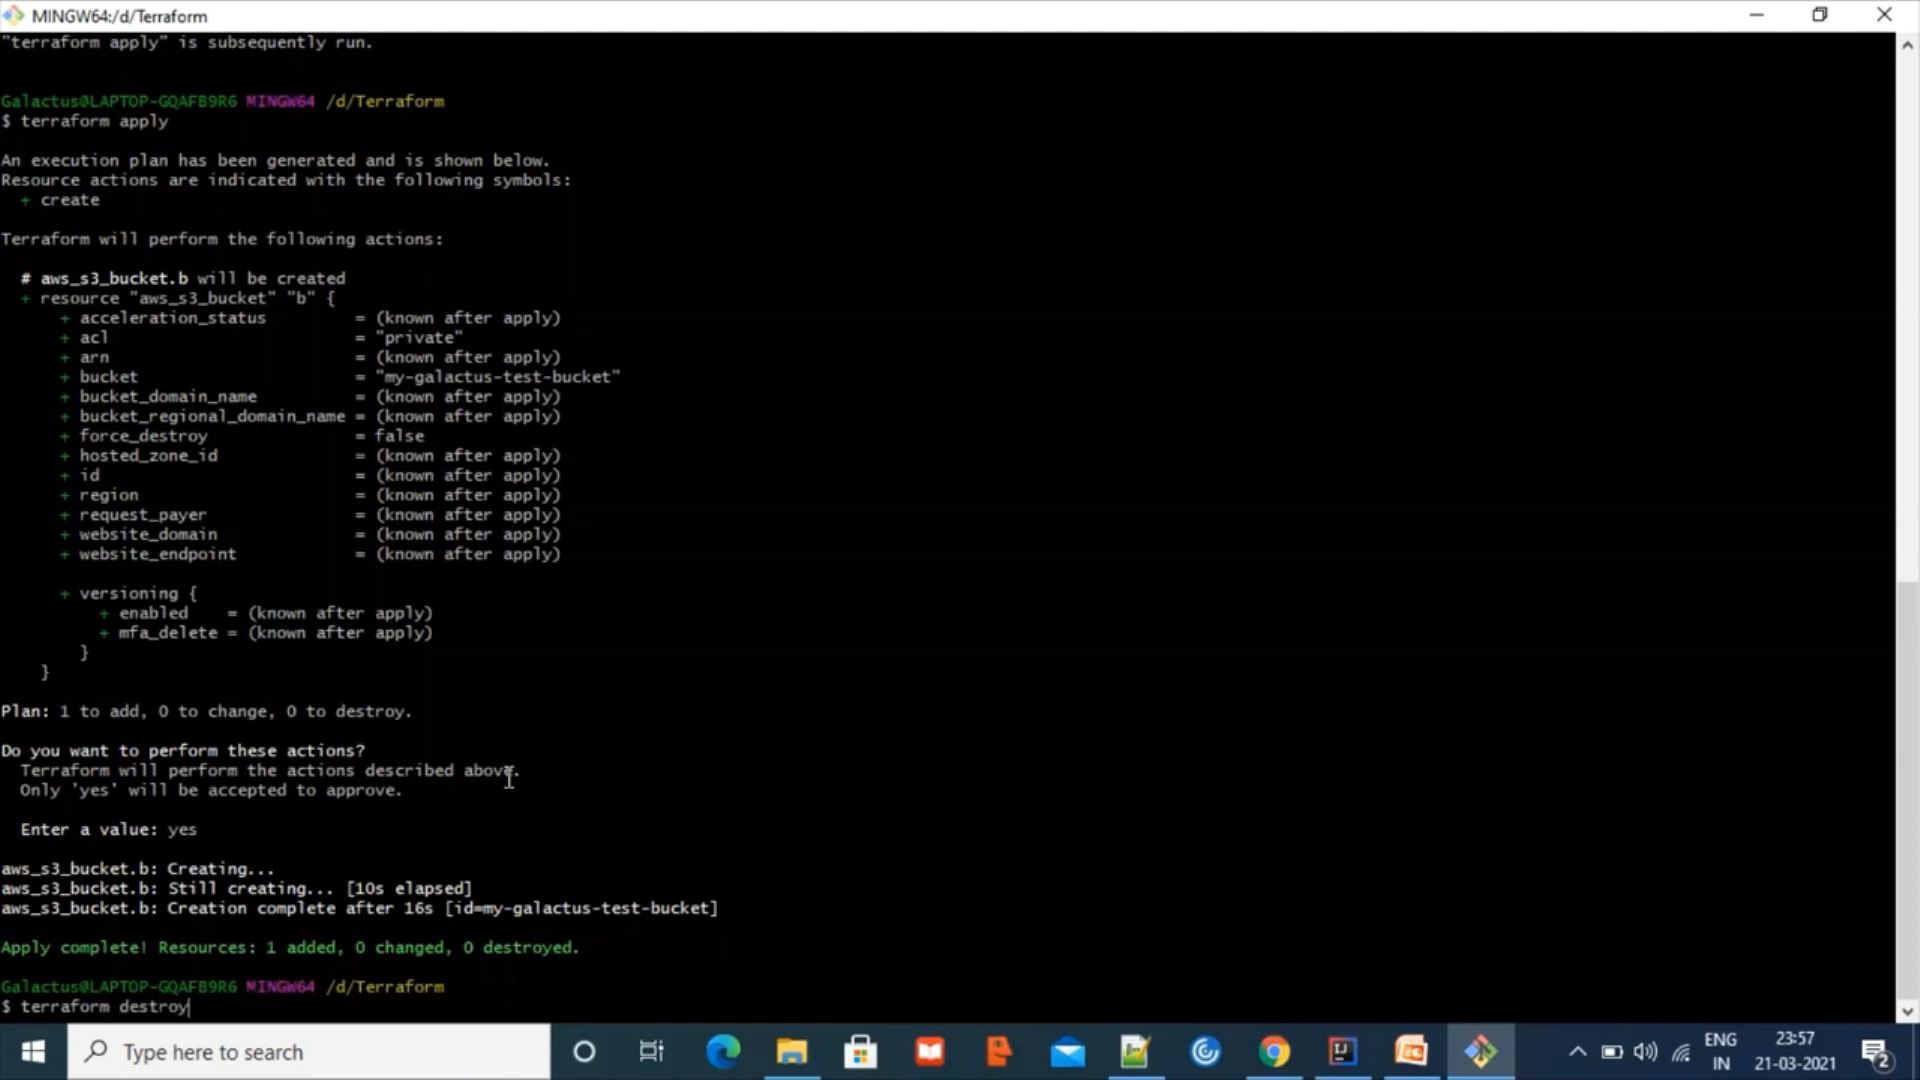 MINGW64:/d/Terraform
"terraform apply" is subsequently run.
Galactus@LAPTOP-GQAFB9R6 MINGW64 /d/Terraform
$ terraform apply
An execution plan has been generated and is shown below.
Resource actions are indicated with the following symbols:
+ create
Terraform will perform the following actions:
# aws_s3_bucket.b will be created
+ resource "aws_s3_bucket" "b" {
+ acceleration_status = (known after apply)
+ acl = "private"
+ arn = (known after apply)
+ bucket = "my-galactus-test-bucket"
+ bucket_domain_name = (known after apply)
+ bucket_regional_domain_name = (known after apply)
+ force_destroy = false
+ hosted_zone_id = (known after apply)
+ id = (known after apply)
+ region = (known after apply)
+ request_payer = (known after apply)
+ website_domain = (known after apply)
+ website_endpoint = (known after apply)
+ versioning {
+ enabled = (known after apply)
+ mfa_delete = (known after apply)
}
}
Plan: 1 to add, 0 to change, 0 to destroy.
Do you want to perform these actions?
Terraform will perform the actions described above.
Only 'yes' will be accepted to approve.
Enter a value: yes
aws_s3_bucket.b: Creating...
aws_s3_bucket.b: Still creating... [10s elapsed]
aws_s3_bucket.b: Creation complete after 16s [id=my-galactus-test-bucket]
Apply complete! Resources: 1 added, 0 changed, 0 destroyed.
Galactus@LAPTOP-GQAFB9R6 MINGW64 /d/Terraform
$ terraform destroy
Type here to search
ENG
IN
23:57
21-03-2021
2